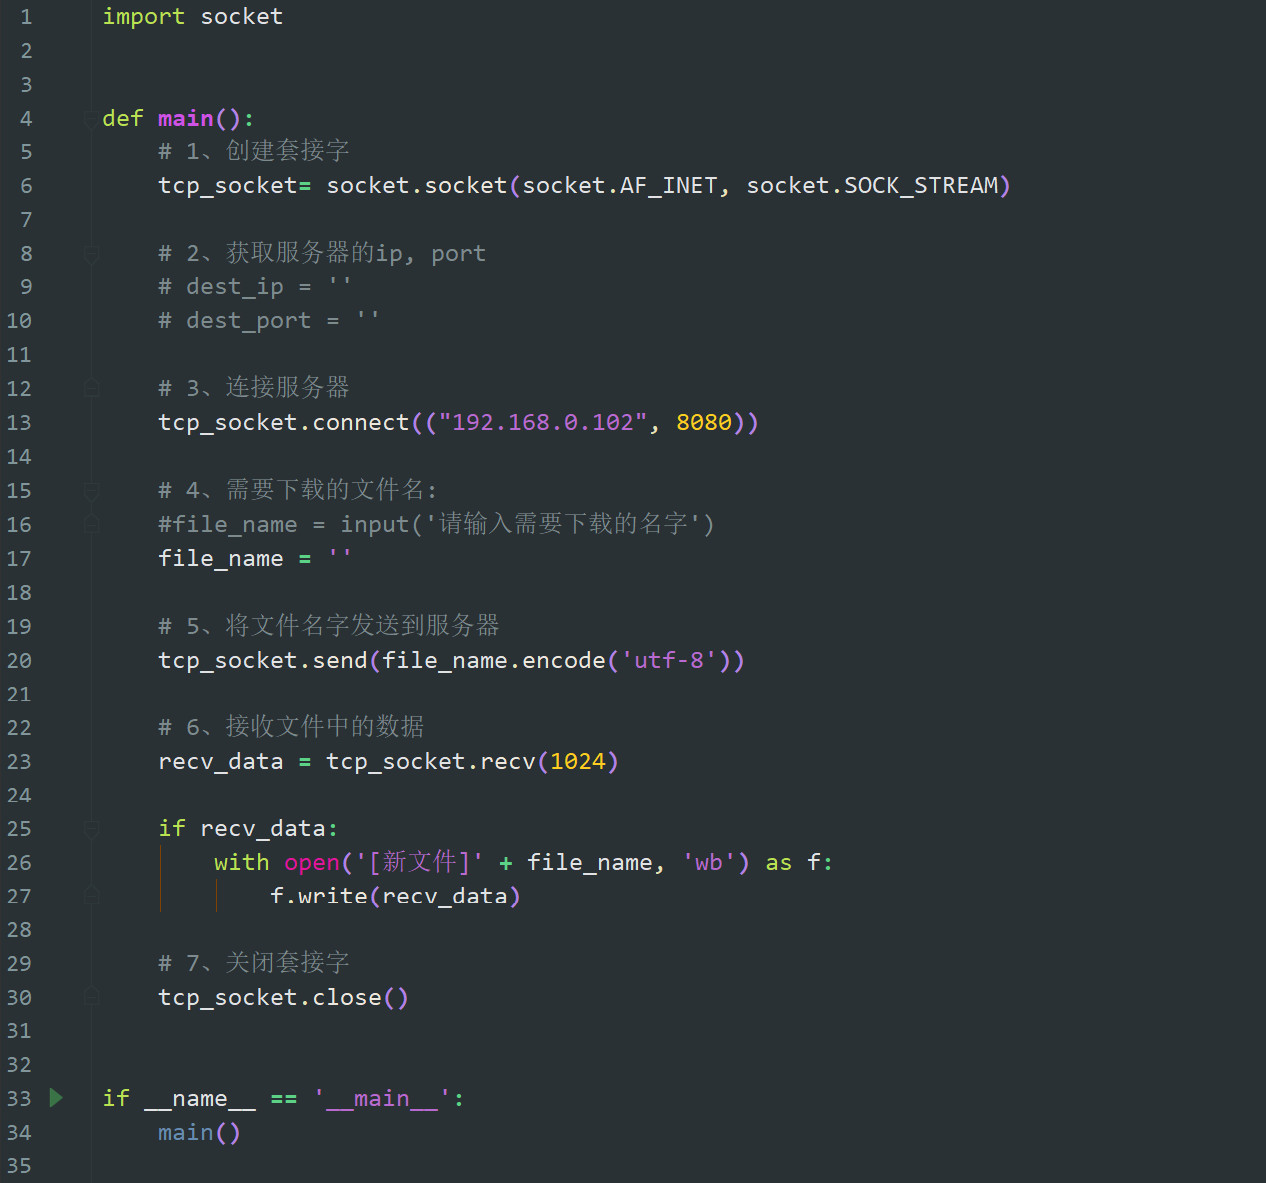 1 import socket
2
3
4 def main():
5 # 1、创建套接字
6 tcp_socket= socket.socket(socket.AF_INET, socket.SOCK_STREAM)
7
8 # 2、获取服务器的ip, port
9 # dest_ip = ''
10 # dest_port = ''
11
12 # 3、连接服务器
13 tcp_socket.connect(("192.168.0.102", 8080))
14
15 # 4、需要下载的文件名:
16 #file_name = input('请输入需要下载的名字')
17 file_name = ''
18
19 # 5、将文件名字发送到服务器
20 tcp_socket.send(file_name.encode('utf-8'))
21
22 # 6、接收文件中的数据
23 recv_data = tcp_socket.recv(1024)
24
25 if recv_data:
26 with open('[新文件]' + file_name, 'wb') as f:
27 f.write(recv_data)
28
29 # 7、关闭套接字
30 tcp_socket.close()
31
32
33 if __name__ == '__main__':
34 main()
35